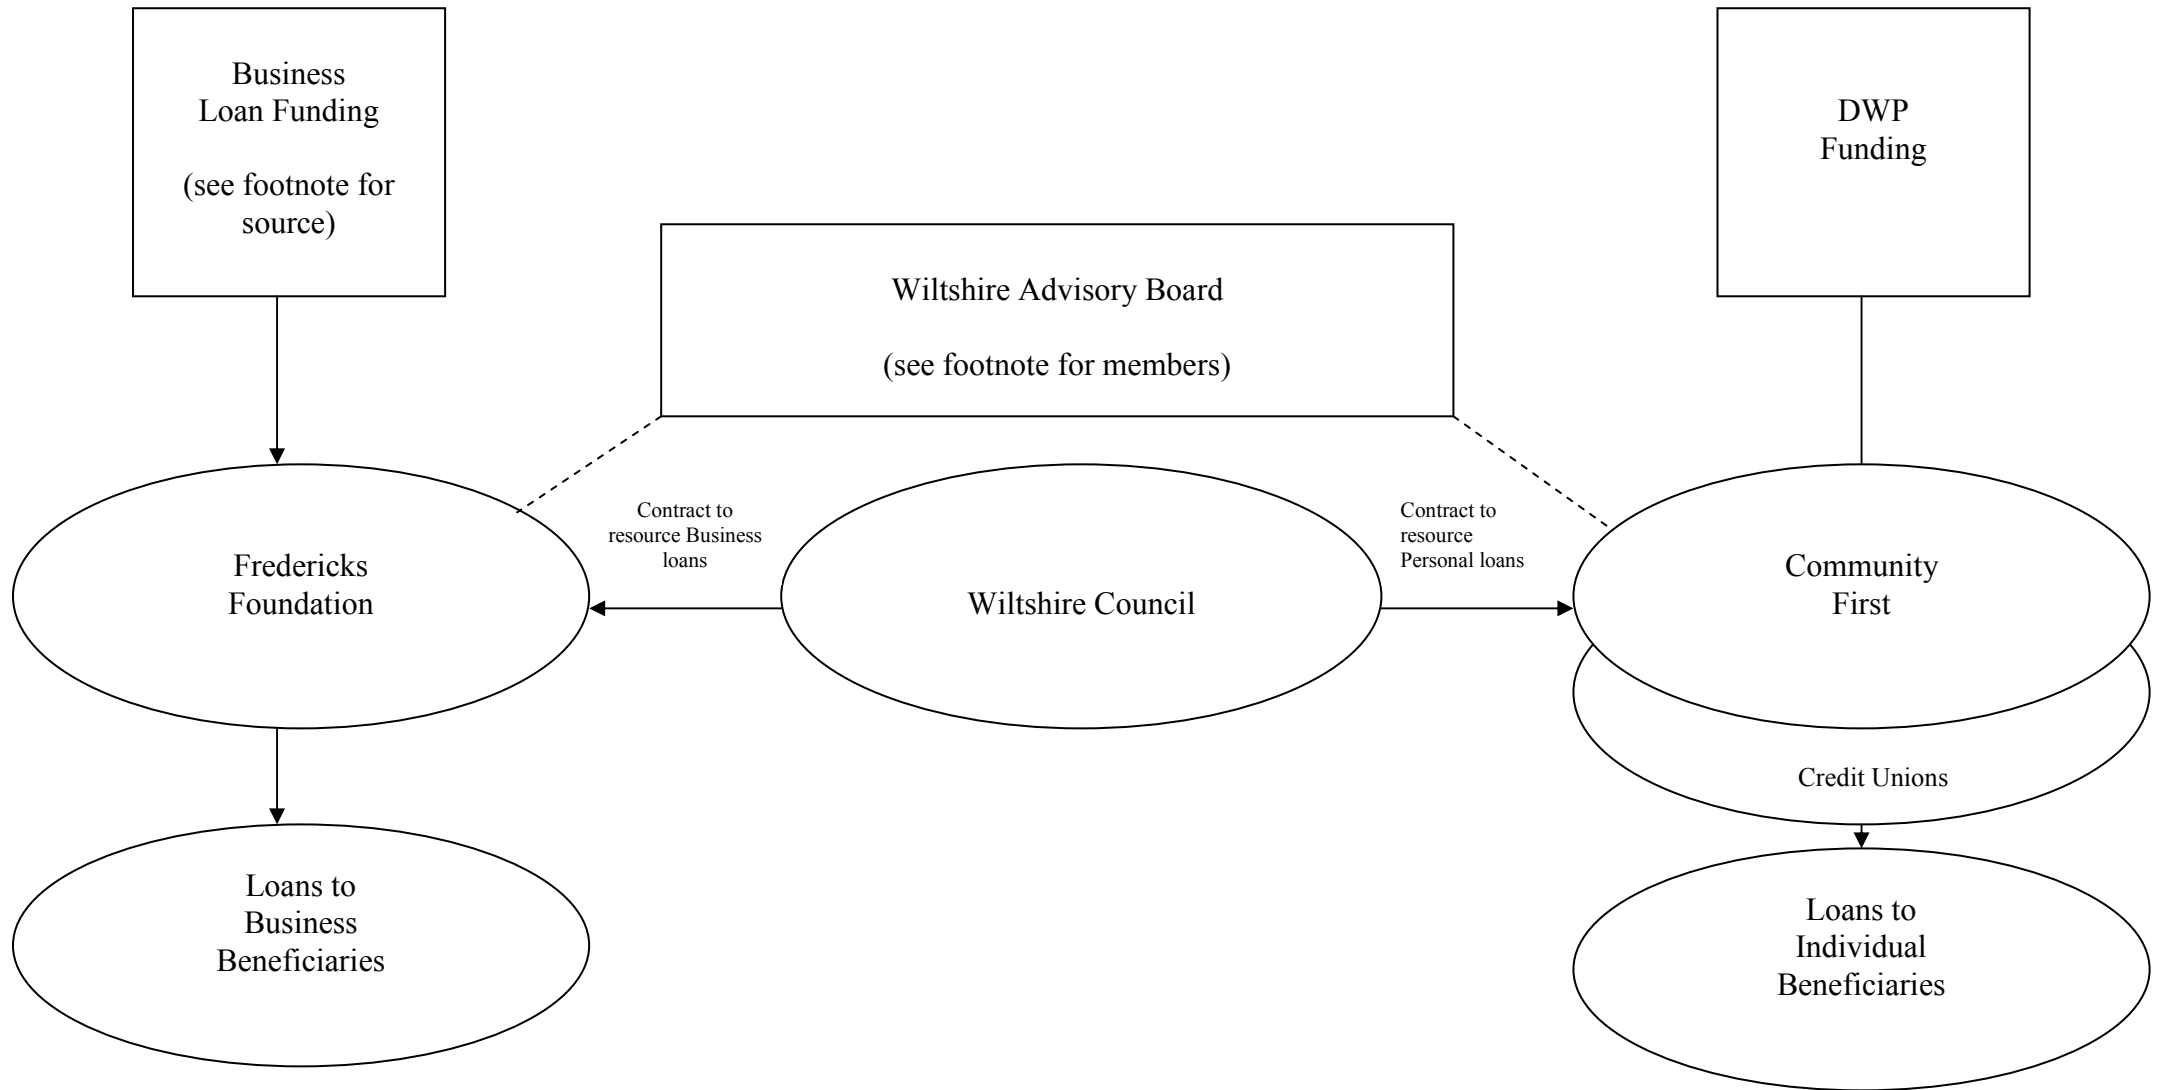 Business
Loan Funding
(see footnote for
source)
DWP
Funding
Wiltshire Advisory Board
(see footnote for members)
Fredericks
Foundation
Contract to
resource Business
loans
Wiltshire Council
Contract to
resource
Personal loans
Community
First
Credit Unions
Loans to
Business
Beneficiaries
Loans to
Individual
Beneficiaries